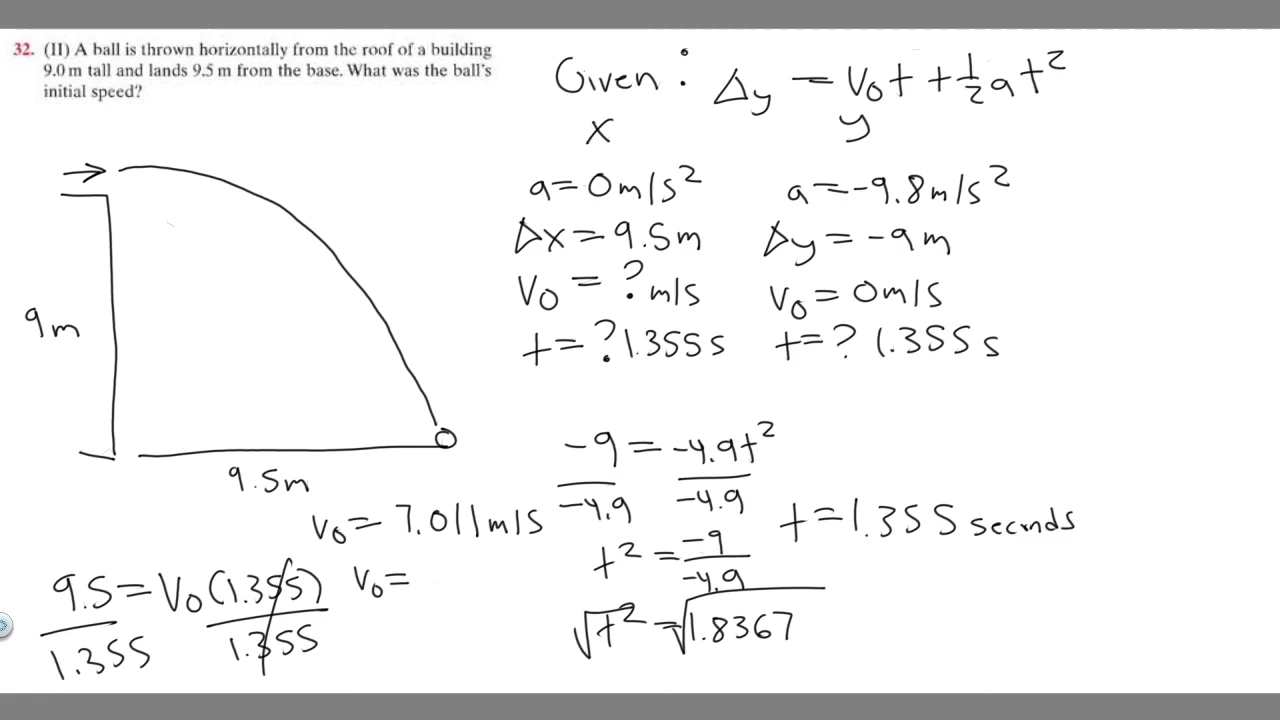 32. (II) A ball is thrown horizontally from the roof of a building
9.0 m tall and lands 9.5 m from the base. What was the ball's
initial speed?
Given : Δy = v₀t + ½at²
x y
a = 0 m/s² a = -9.8 m/s²
Δx = 9.5m Δy = -9 m
v₀ = ? m/s v₀ = 0 m/s
t = ? 1.355 s t = ? 1.355 s
9m
9.5m
-9 = -4.9t²
-4.9 -4.9
t = 1.355 seconds
t² = -9
-4.9
√t² = √1.8367
v₀ = 7.011 m/s
9.5 = v₀(1.355) v₀ =
1.355 1.355